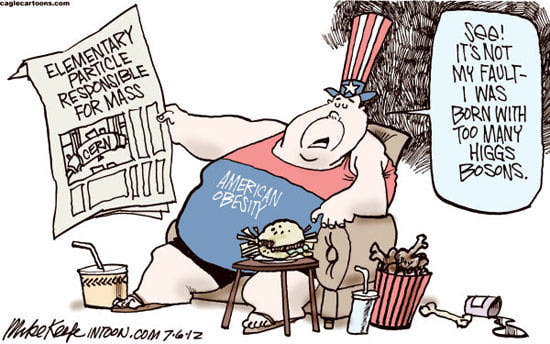 caglecartoons.com
ELEMENTARY
PARTICLE
RESPONSIBLE
FOR MASS
CERN
SEE!
IT'S NOT
MY FAULT-
I WAS
BORN WITH
TOO MANY
HIGGS
BOSONS.
AMERICAN
OBESITY
Mike Keefe INTOON.COM 7-6-12